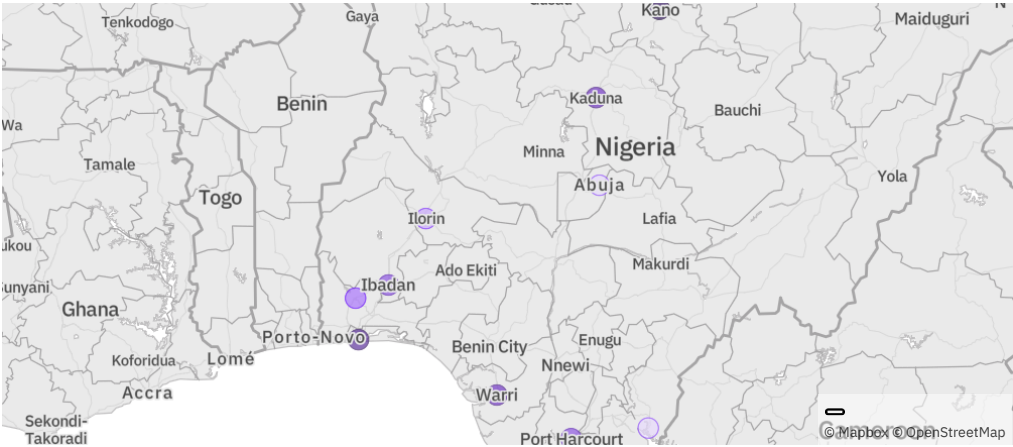 Kano
N
Tenkodogo
Gaya
Maiduguri
Benin
Kaduna
Bauchi
Wa
Minna
Nigeria
Tamale
Togo
Abuja
Yola
Ilorin
Lafia
ukou
Ibadan
Ado Ekiti
Makurdi
unyani
Ghana
Porto-Novo
Benin City
Enugu
Koforidua
Lomé
Nnewi
Accra
Warri
Sekondi-
Takoradi
Port Harcourt
Cameroon
© Mapbox © OpenStreetMap